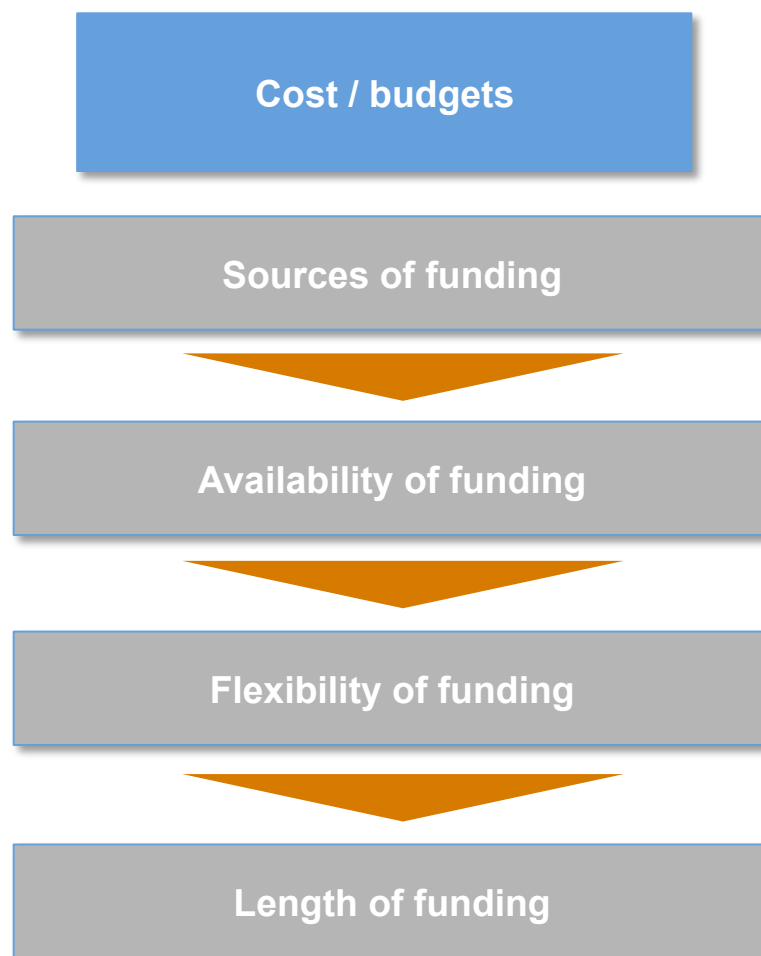 Cost / budgets
Sources of funding
Availability of funding
Flexibility of funding
Length of funding